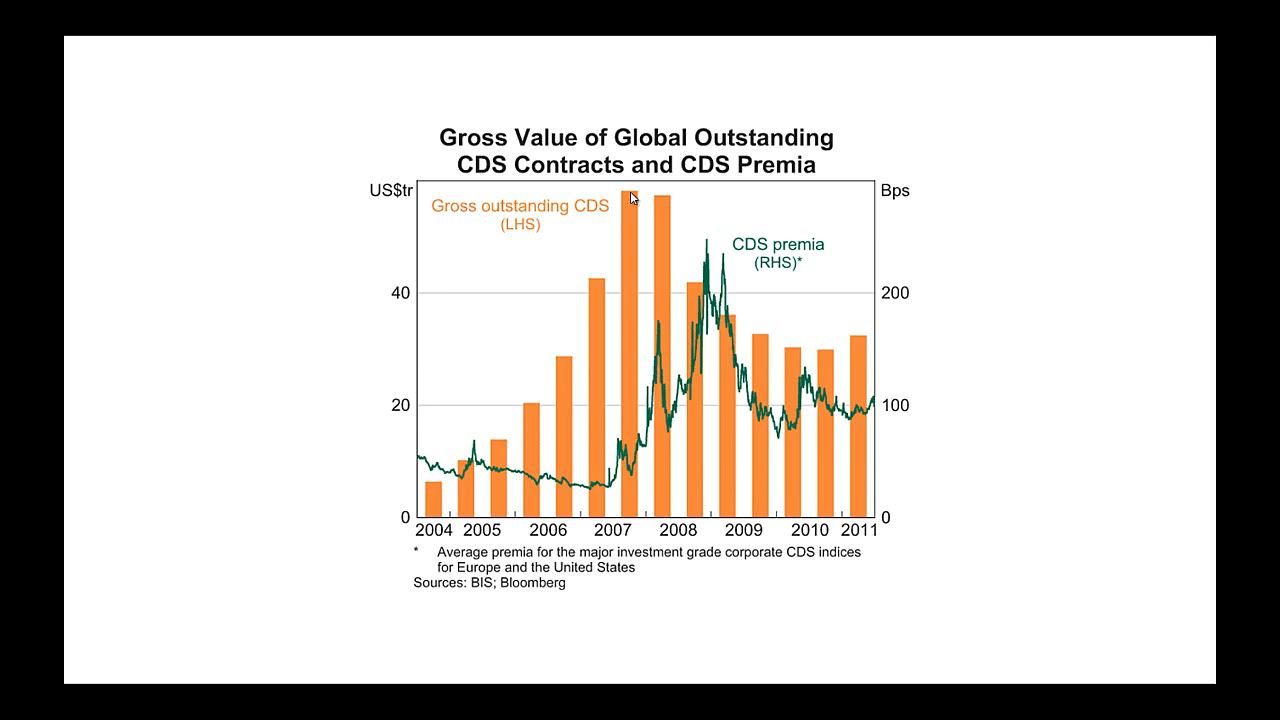 Gross Value of Global Outstanding
CDS Contracts and CDS Premia
US$tr
Bps
Gross outstanding CDS
(LHS)
CDS premia
(RHS)*
40
200
20
100
0
0
2004 2005 2006 2007 2008 2009 2010 2011
* Average premia for the major investment grade corporate CDS indices
for Europe and the United States
Sources: BIS; Bloomberg